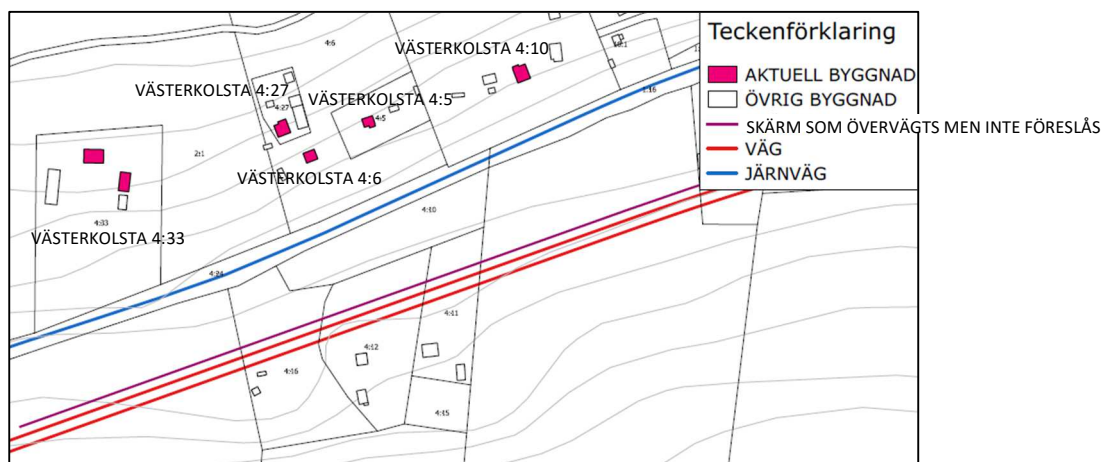 Teckenförklaring
AKTUELL BYGGNAD
ÖVRIG BYGGNAD
SKÄRM SOM ÖVERVÄGTS MEN INTE FÖRESLÅS
VÄG
JÄRNVÄG
4:6
VÄSTERKOLSTA 4:10
VÄSTERKOLSTA 4:27
VÄSTERKOLSTA 4:5
4:27
4:5
2:1
VÄSTERKOLSTA 4:6
4:33
VÄSTERKOLSTA 4:33
4:10
4:24
4:11
4:12
4:16
4:15